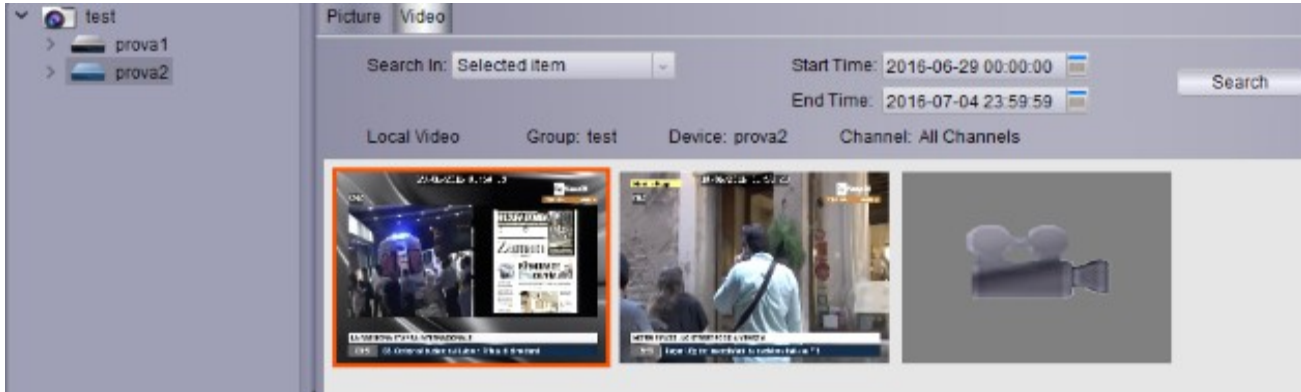 test
prova1
prova2
Picture Video
Search In: Selected item
Start Time: 2016-06-29 00:00:00
End Time: 2016-07-04 23:59:59
Search
Local Video Group: test Device: prova2 Channel: All Channels
Zaman